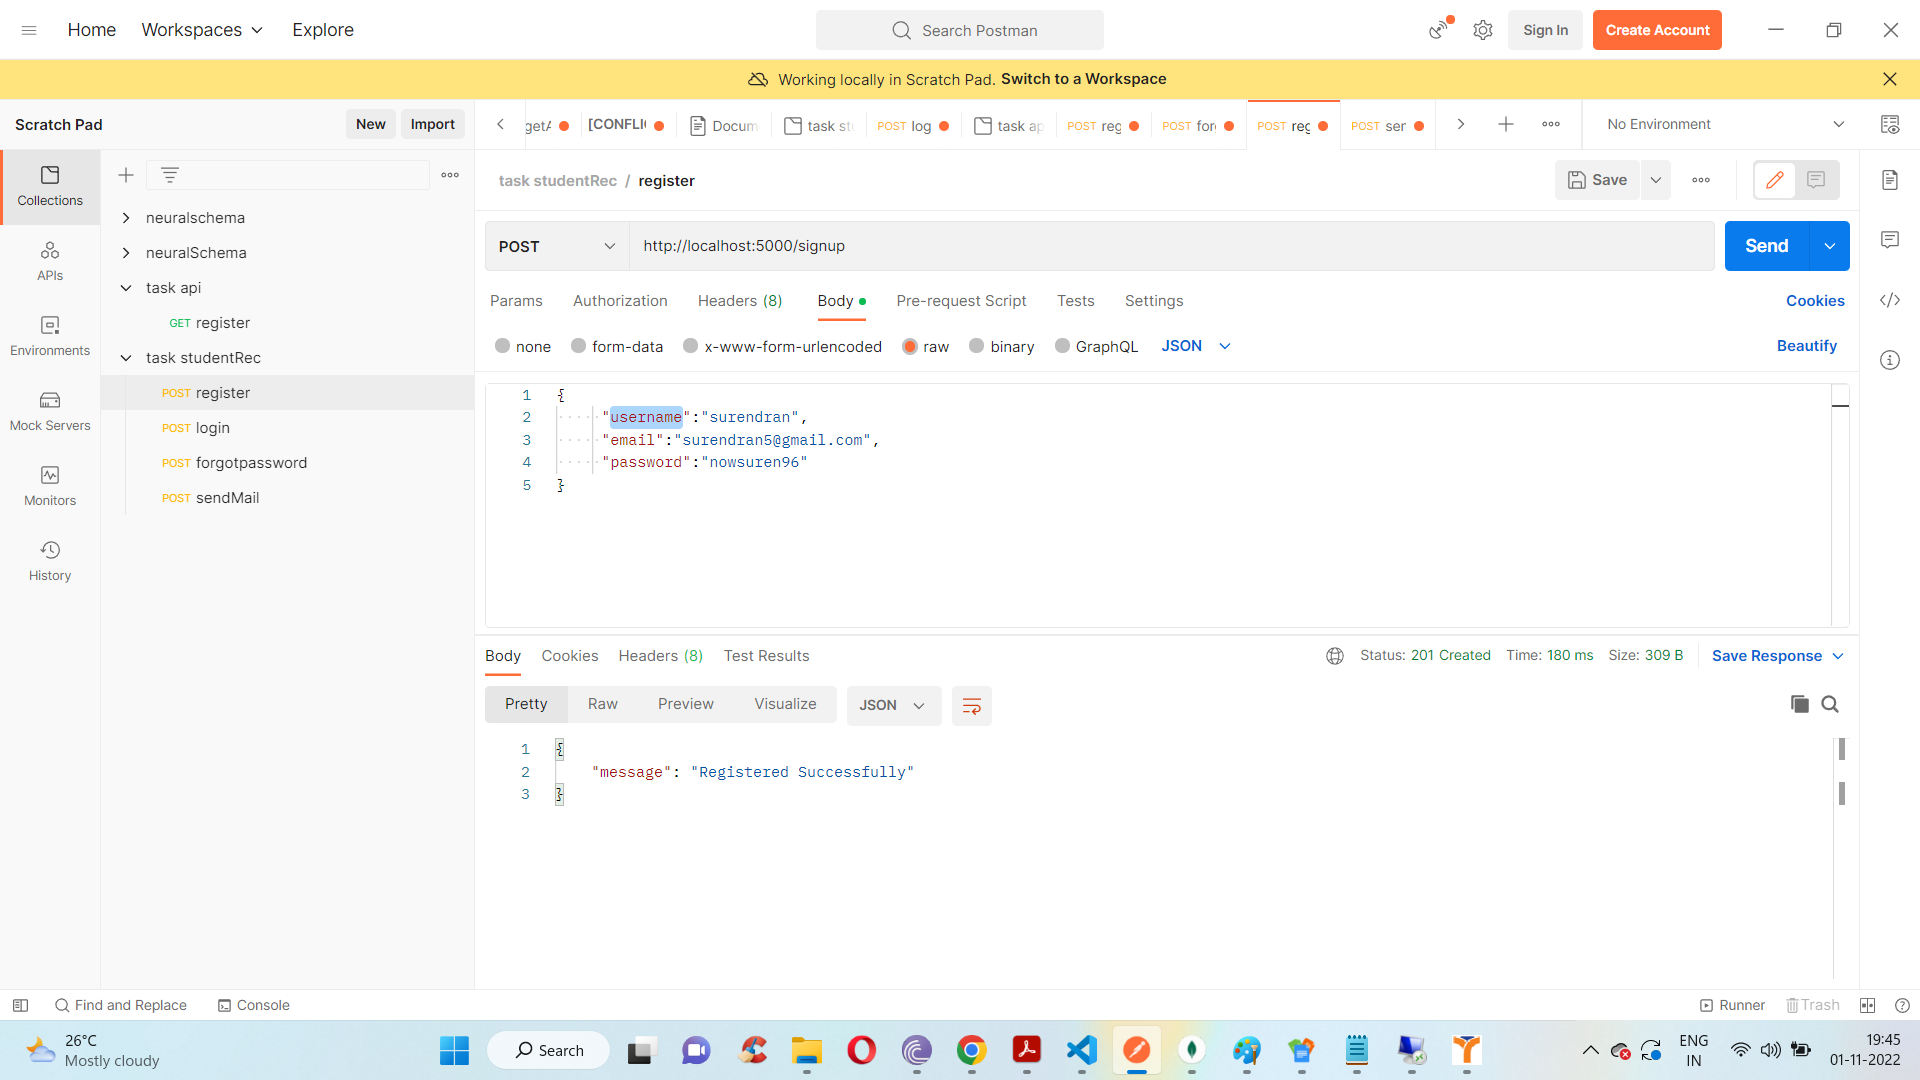 Home
Workspaces
Explore
Search Postman
Sign In
Create Account
Working locally in Scratch Pad. Switch to a Workspace
Scratch Pad
New
Import
getA
[CONFLI
Docum
task st
POST log
task ap
POST reg
POST for
POST reg
POST ser
No Environment
Collections
APIs
Environments
Mock Servers
Monitors
History
neuralschema
neuralSchema
task api
GET register
task studentRec
POST register
POST login
POST forgotpassword
POST sendMail
task studentRec / register
Save
POST
http://localhost:5000/signup
Send
Params
Authorization
Headers (8)
Body
Pre-request Script
Tests
Settings
Cookies
none
form-data
x-www-form-urlencoded
raw
binary
GraphQL
JSON
Beautify
1 {
2 "username":"surendran",
3 "email":"surendran5@gmail.com",
4 "password":"nowsuren96"
5 }
Body
Cookies
Headers (8)
Test Results
Status: 201 Created
Time: 180 ms
Size: 309 B
Save Response
Pretty
Raw
Preview
Visualize
JSON
1 {
2 "message": "Registered Successfully"
3 }
Find and Replace
Console
Runner
Trash
26°C
Mostly cloudy
Search
ENG
IN
19:45
01-11-2022